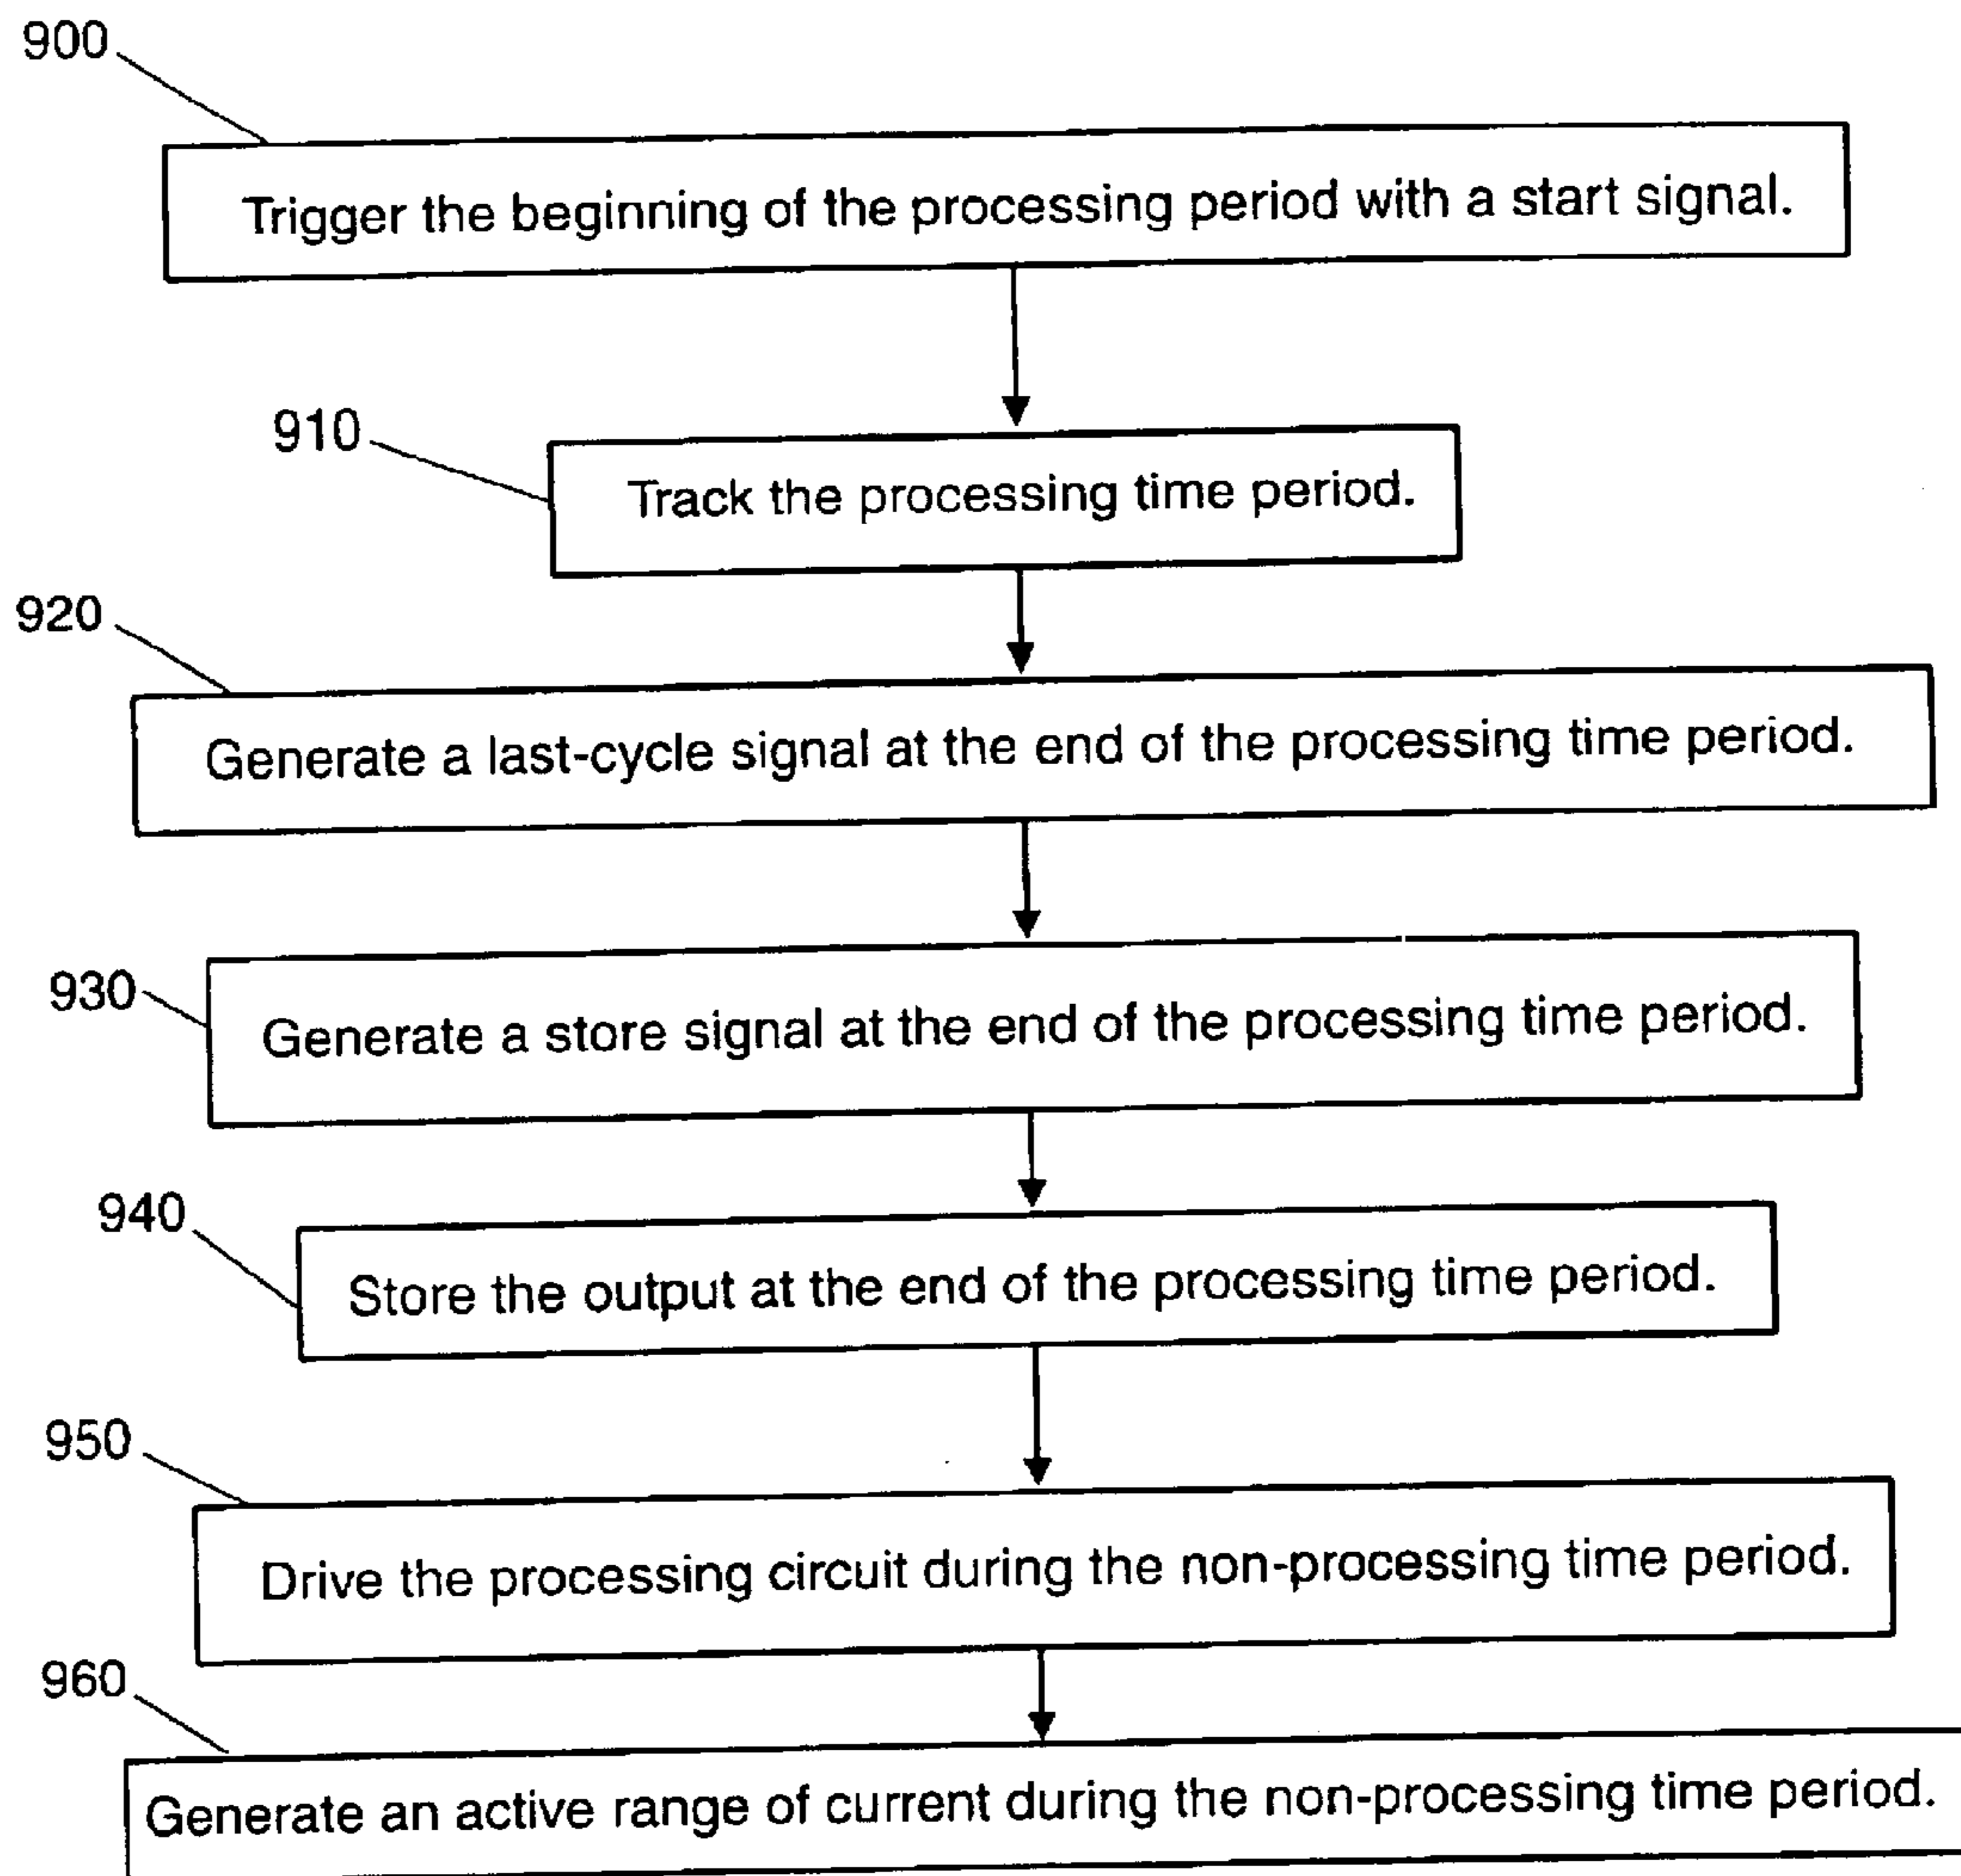 900
Trigger the beginning of the processing period with a start signal.
910
Track the processing time period.
920
Generate a last-cycle signal at the end of the processing time period.
930
Generate a store signal at the end of the processing time period.
940
Store the output at the end of the processing time period.
950
Drive the processing circuit during the non-processing time period.
960
Generate an active range of current during the non-processing time period.